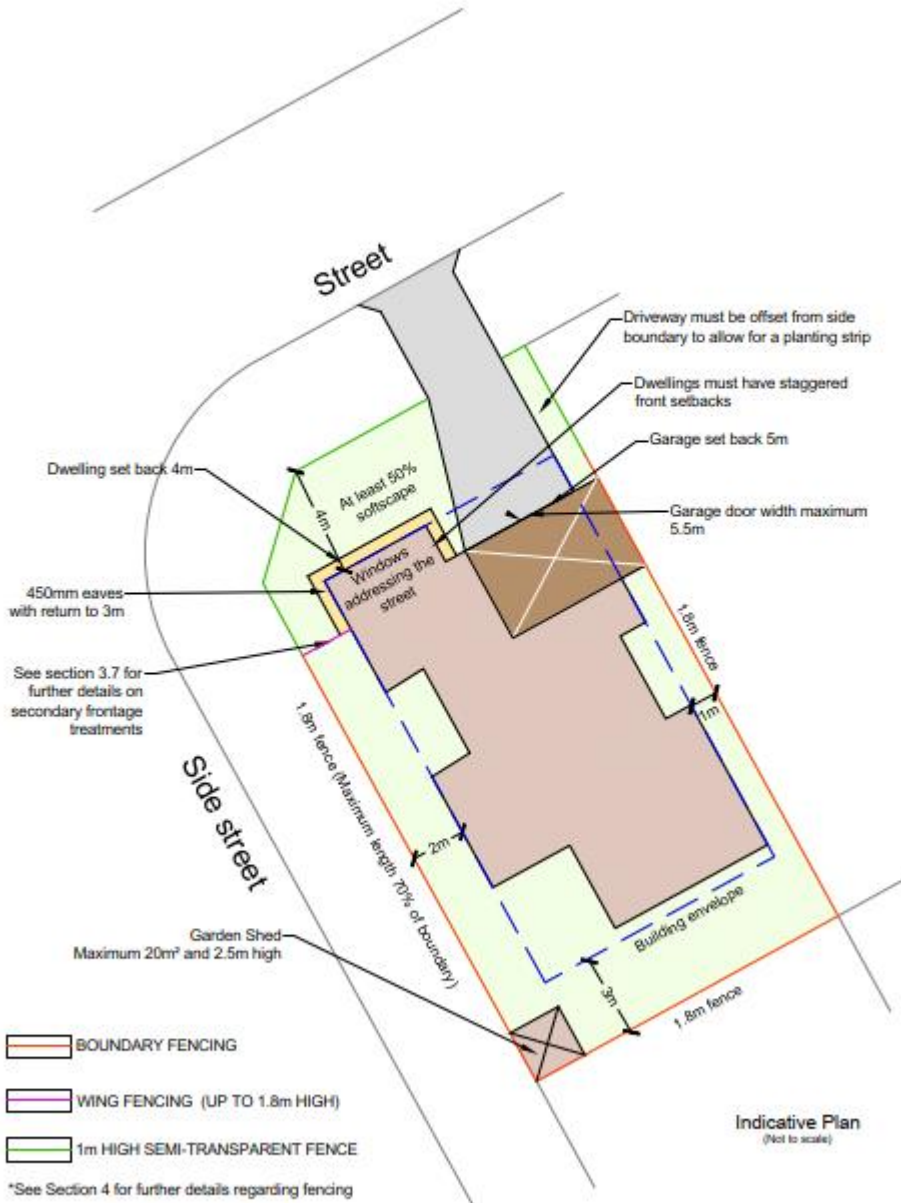 Street
Driveway must be offset from side
boundary to allow for a planting strip
Dwellings must have staggered
front setbacks
Garage set back 5m
Dwelling set back 4m
At least 50%
softscape
4m
Garage door width maximum
5.5m
Windows
addressing the
street
450mm eaves
with return to 3m
1.8m fence
See section 3.7 for
further details on
secondary frontage
treatments
1m
1.8m fence (Maximum length 70% of boundary)
Side street
2m
Building envelope
Garden Shed
Maximum 20m² and 2.5m high
3m
1.8m fence
BOUNDARY FENCING
WING FENCING (UP TO 1.8m HIGH)
1m HIGH SEMI-TRANSPARENT FENCE
*See Section 4 for further details regarding fencing
Indicative Plan
(Not to scale)